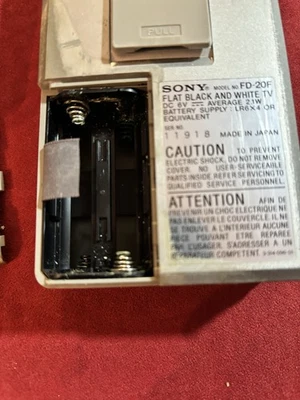 PULL
SONY® MODEL NO. FD-20F
FLAT BLACK AND WHITE TV
DC 6V AVERAGE 2.1W
BATTERY SUPPLY: LR6×4 OR
EQUIVALENT
SER NO.
11918 MADE IN JAPAN
CAUTION TO PREVENT
ELECTRIC SHOCK, DO NOT REMOVE
COVER. NO USER-SERVICEABLE
PARTS INSIDE REFER SERVICING TO
QUALIFIED SERVICE PERSONNEL.
ATTENTION AFIN DE
PREVENIR UN CHOC ELECTRIQUE NE
PAS ENLEVER LE COUVERCLE. IL NE
SE TROUVE A L'INTERIEUR AUCUNE
PIECE POUVANT ETRE REPAREE
PAR L'USAGER. S'ADRESSER A UN
REPARATEUR COMPETENT.